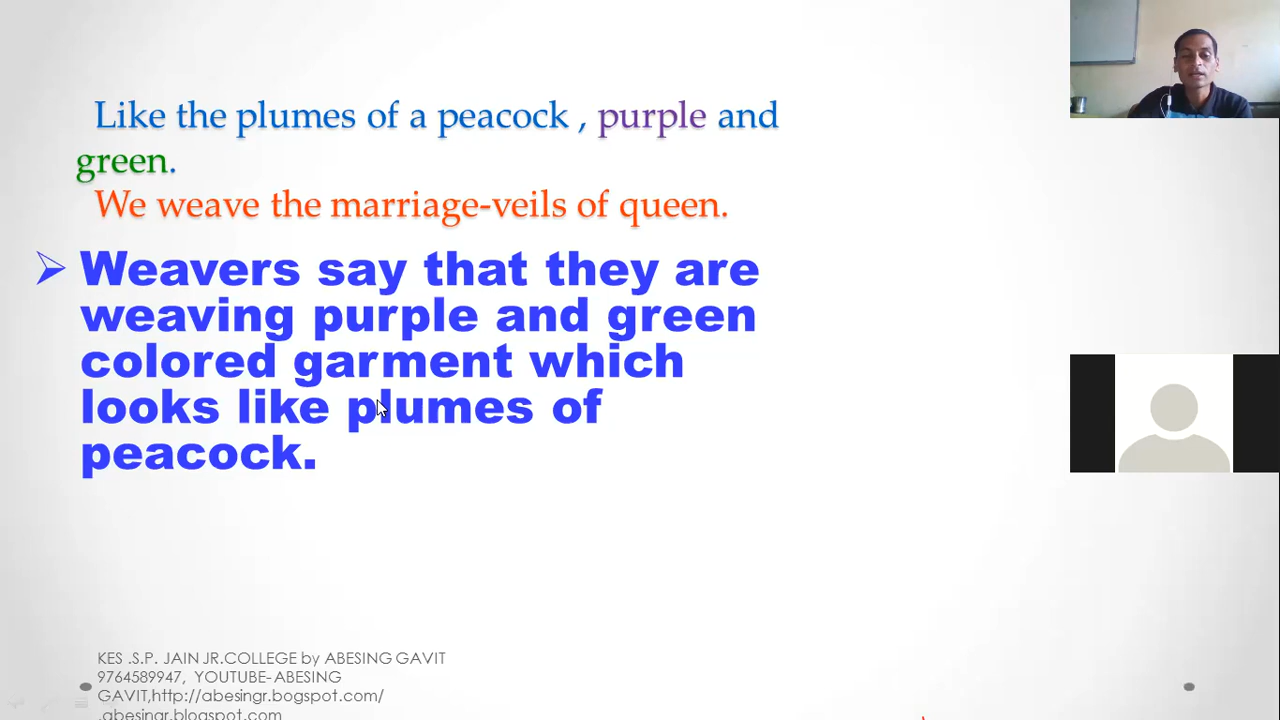 Like the plumes of a peacock , purple and
green.
We weave the marriage-veils of queen.
Weavers say that they are
weaving purple and green
colored garment which
looks like plumes of
peacock.
KES .S.P. JAIN JR.COLLEGE by ABESING GAVIT
9764589947, YOUTUBE- ABESING
GAVIT,http://abesingr.bogspot.com/
.abesingr.blogspot.com